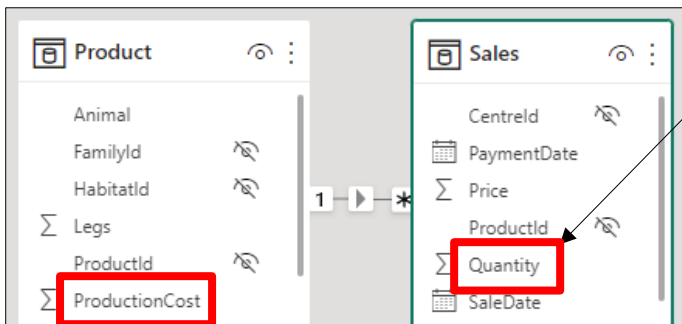 Product
Animal
FamilyId
HabitatId
Legs
ProductId
ProductionCost
1
*
Sales
CentreId
PaymentDate
Price
ProductId
Quantity
SaleDate